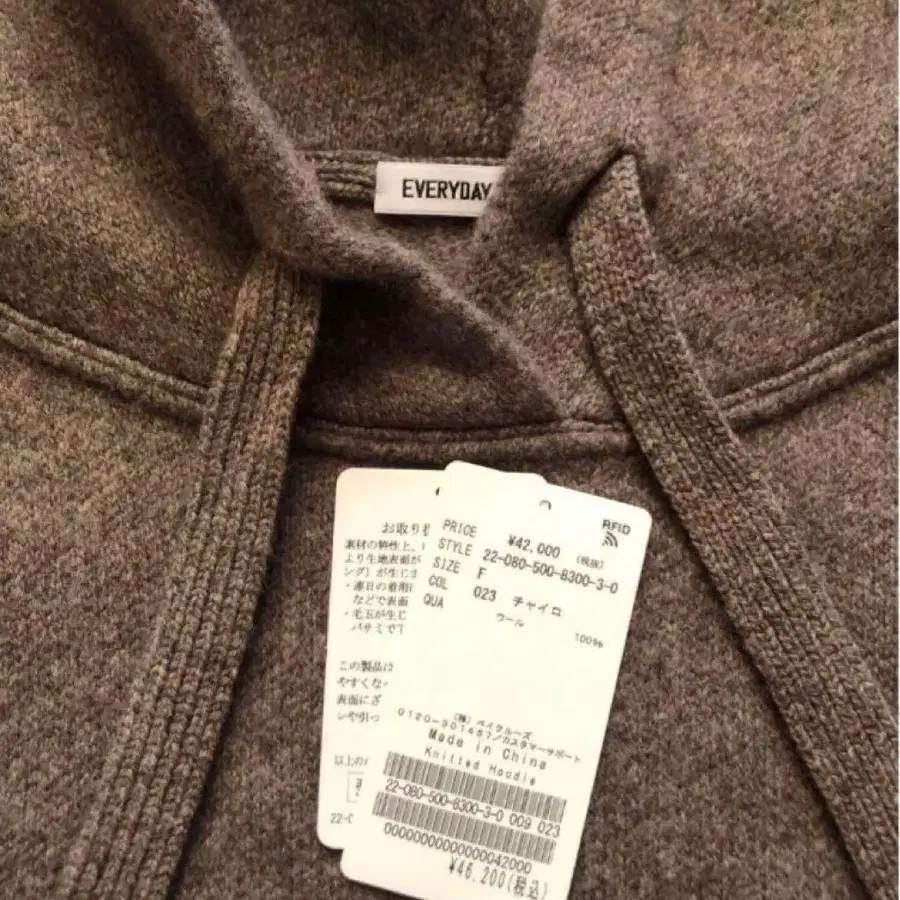 EVERYDAY
お取り扱
素材の特性上、
より生地表面が
ング)が生じ
・連日の着用
などで表面
・毛玉が生じ
バサミで
この製品は
やすくな
表面にざ
や引っ
以上の
22-0
RFID
PRICE ¥42,000 (税抜)
STYLE 22-080-500-8300-3-0
SIZE F
COL 023 チャイロ
QUA ウール 100%
(株) ベイクルーズ
0120-301457/カスタマーサポート
Made in China
Knitted Hoodie
22-080-500-8300-3-0 009 023
0000000000000042000
¥46,200(税込)